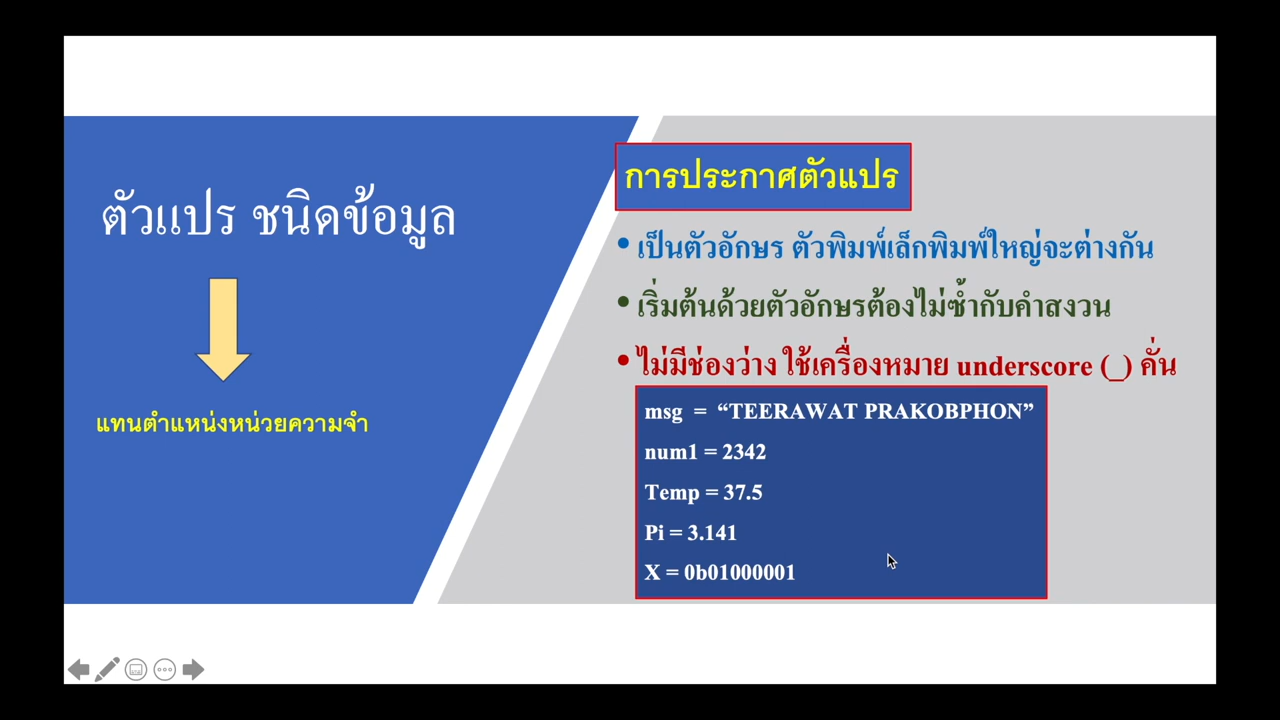 ตัวแปร ชนิดข้อมูล
แทนตำแหน่งหน่วยความจำ
การประกาศตัวแปร
• เป็นตัวอักษร ตัวพิมพ์เล็กพิมพ์ใหญ่จะต่างกัน
• เริ่มต้นด้วยตัวอักษรต้องไม่ซ้ำกับคำสงวน
• ไม่มีช่องว่าง ใช้เครื่องหมาย underscore (_) คั่น
msg = “TEERAWAT PRAKOBPHON”
num1 = 2342
Temp = 37.5
Pi = 3.141
X = 0b01000001